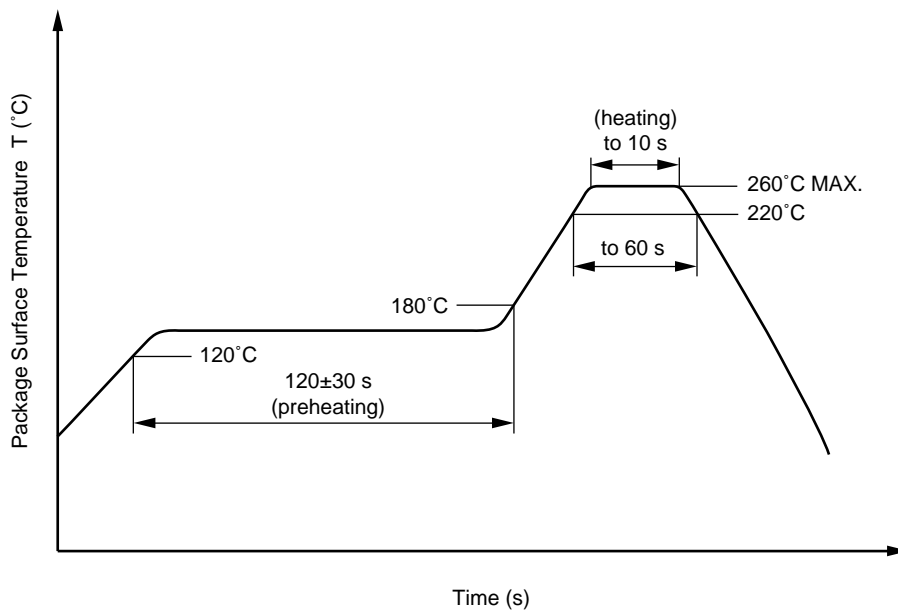 Package Surface Temperature T (˚C)
(heating)
to 10 s
260˚C MAX.
220˚C
to 60 s
180˚C
120˚C
120±30 s
(preheating)
Time (s)